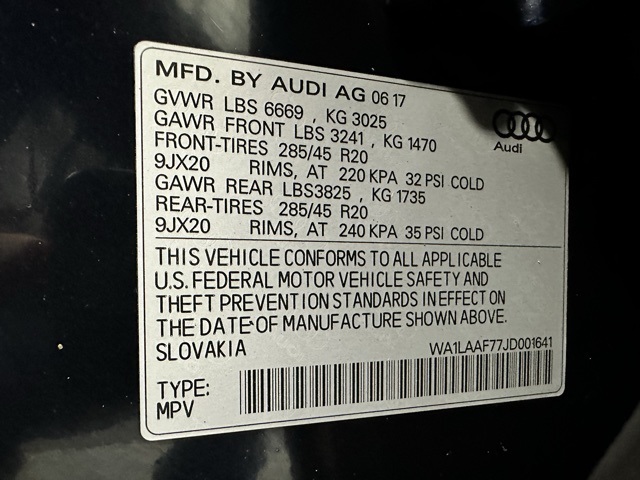 MFD. BY AUDI AG 06 17
GVWR LBS 6669 , KG 3025
GAWR FRONT LBS 3241 , KG 1470
FRONT-TIRES 285/45 R20
9JX20 RIMS, AT 220 KPA 32 PSI COLD
GAWR REAR LBS3825 , KG 1735
REAR-TIRES 285/45 R20
9JX20 RIMS, AT 240 KPA 35 PSI COLD
Audi
THIS VEHICLE CONFORMS TO ALL APPLICABLE
U.S. FEDERAL MOTOR VEHICLE SAFETY AND
THEFT PREVENTION STANDARDS IN EFFECT ON
THE DATE OF MANUFACTURE SHOWN ABOVE.
SLOVAKIA WA1LAAF77JD001641
TYPE:
MPV